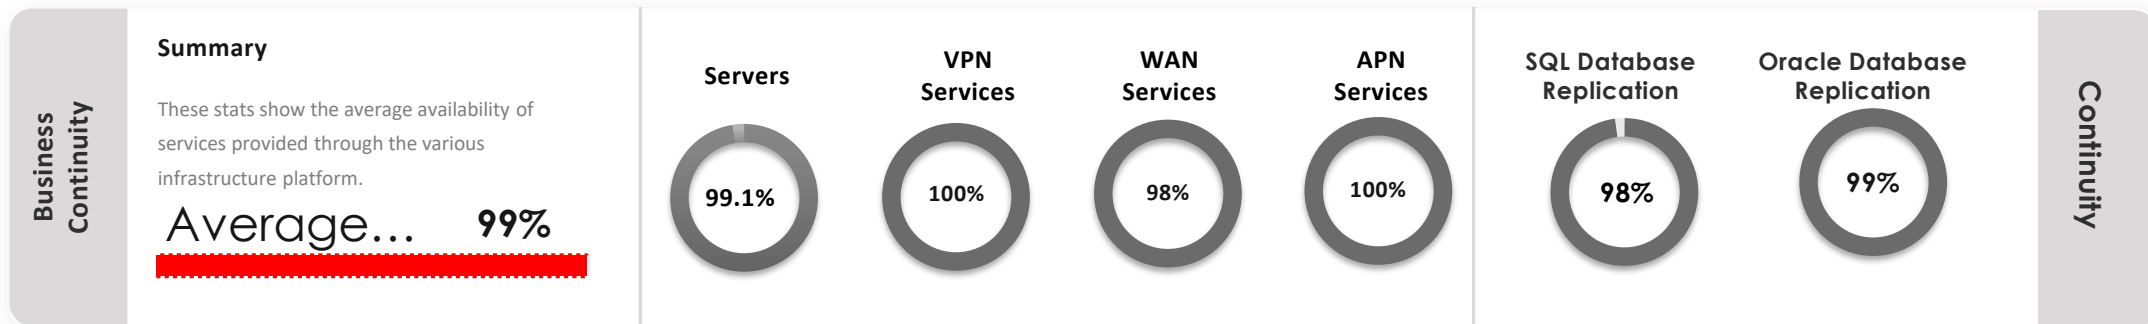 Business
Continuity
Summary
These stats show the average availability of
services provided through the various
infrastructure platform.
Average... 99%
Servers
99.1%
VPN
Services
100%
WAN
Services
98%
APN
Services
100%
SQL Database
Replication
98%
Oracle Database
Replication
99%
Continuity